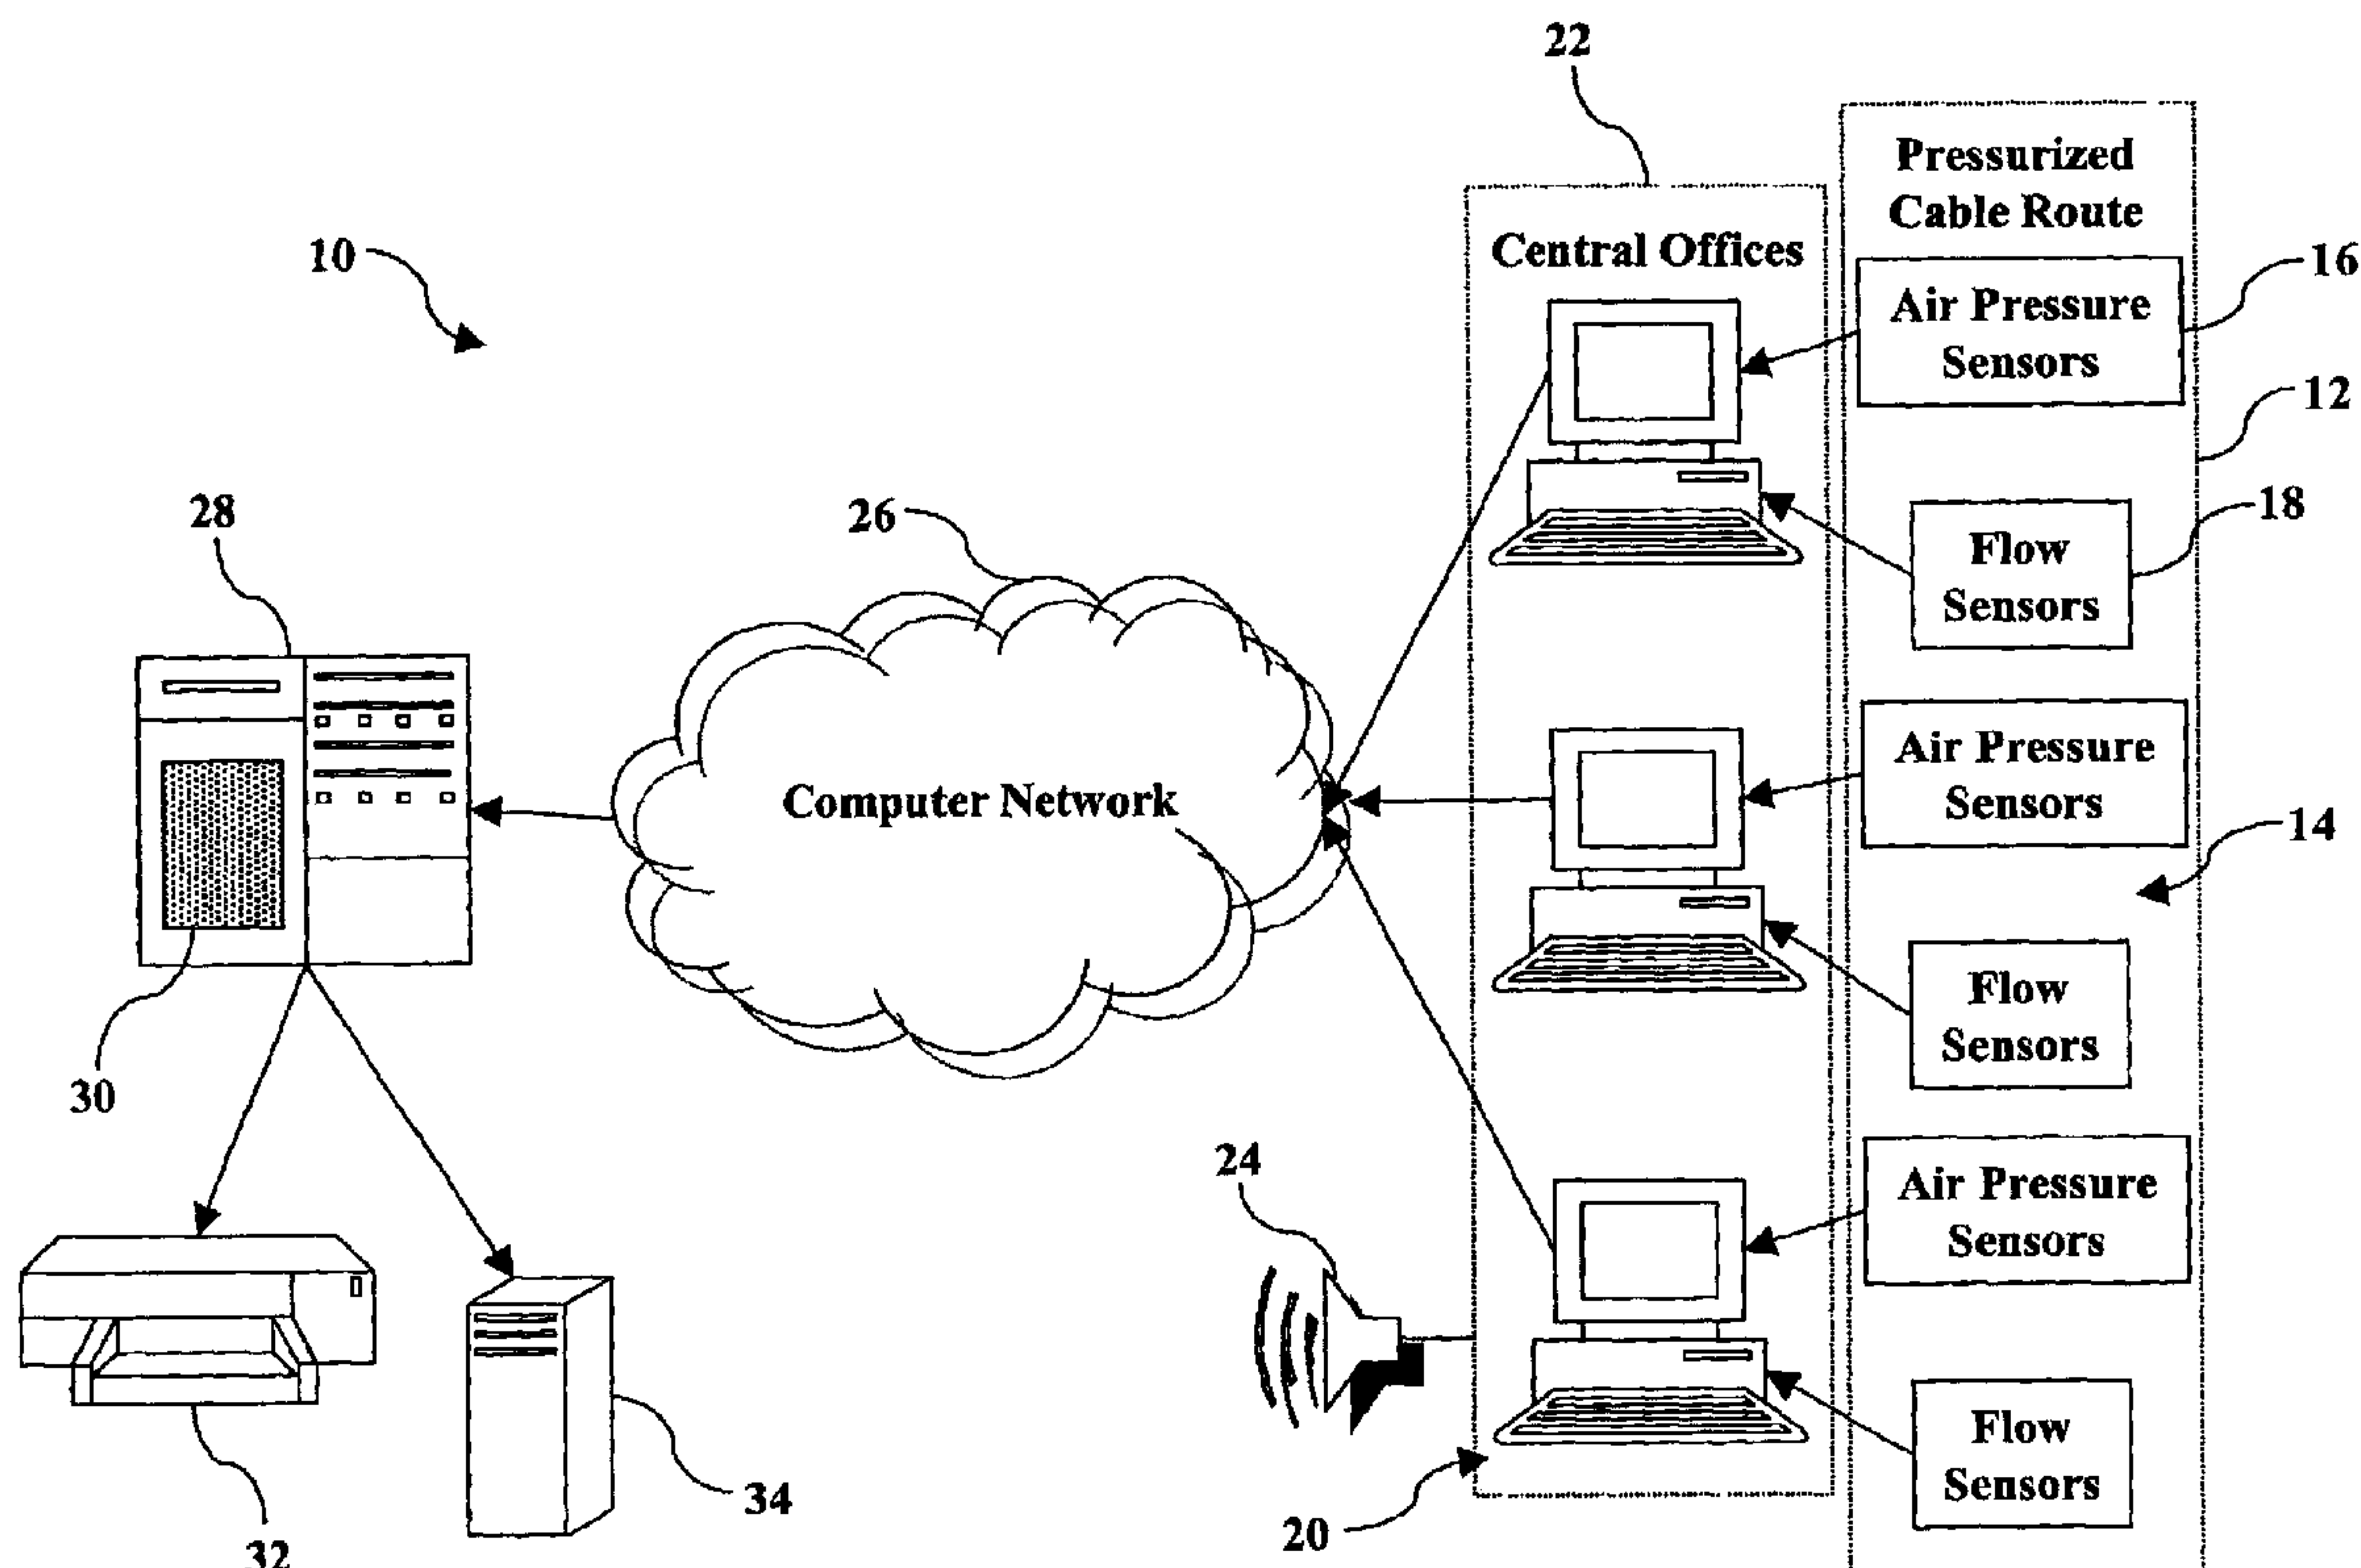 22
Pressurized
Cable Route
10
Central Offices
16
Air Pressure
Sensors
12
28
26
18
Flow
Sensors
Air Pressure
Sensors
Computer Network
14
Flow
Sensors
30
24
Air Pressure
Sensors
Flow
Sensors
34
20
32